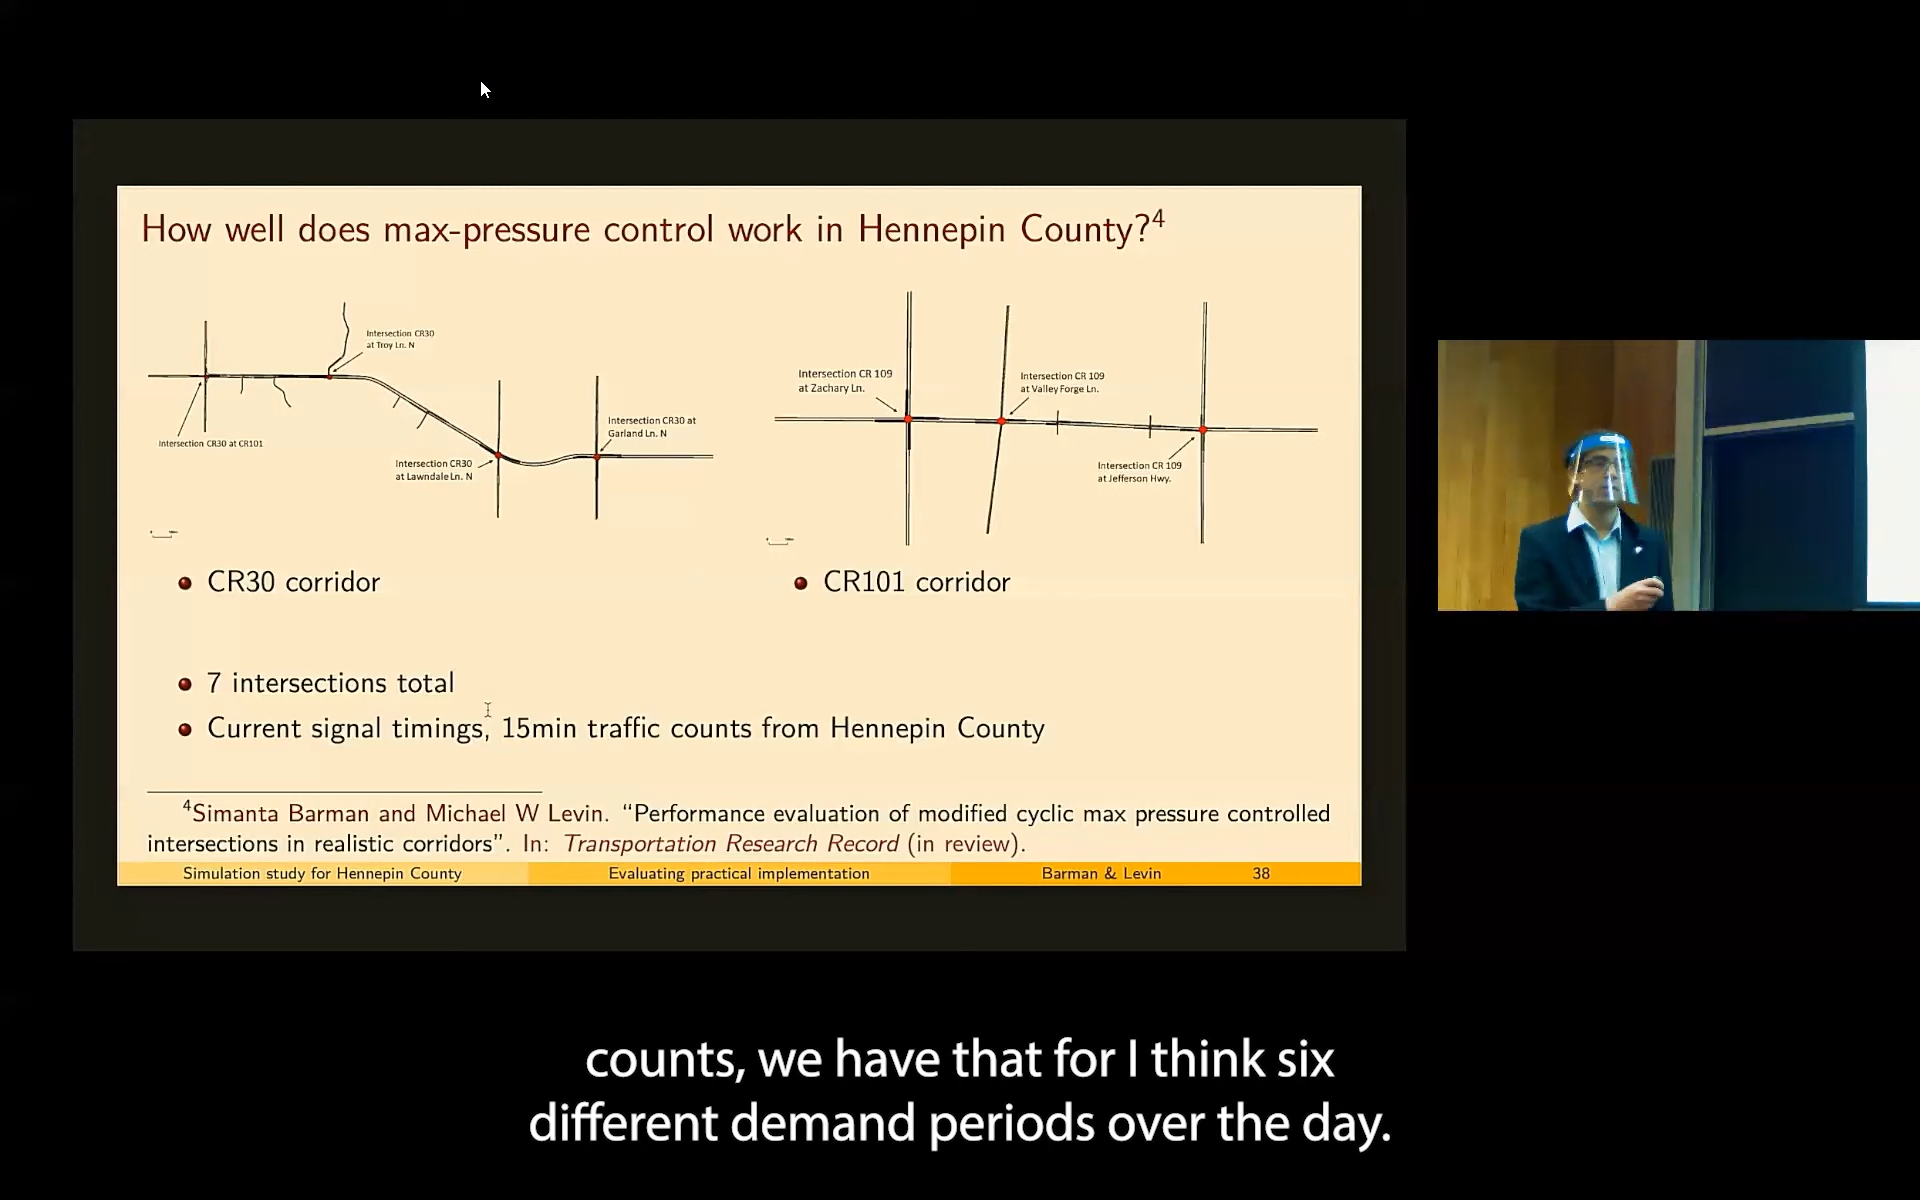 How well does max-pressure control work in Hennepin County?⁴
Intersection CR30
at Troy Ln. N
Intersection CR30 at CR101
Intersection CR30
at Lawndale Ln. N
Intersection CR30 at
Garland Ln. N
Intersection CR 109
at Zachary Ln.
Intersection CR 109
at Valley Forge Ln.
Intersection CR 109
at Jefferson Hwy.
CR30 corridor
CR101 corridor
7 intersections total
Current signal timings, 15min traffic counts from Hennepin County
⁴Simanta Barman and Michael W Levin. “Performance evaluation of modified cyclic max pressure controlled
intersections in realistic corridors”. In: Transportation Research Record (in review).
Simulation study for Hennepin County Evaluating practical implementation Barman & Levin 38
counts, we have that for I think six
different demand periods over the day.